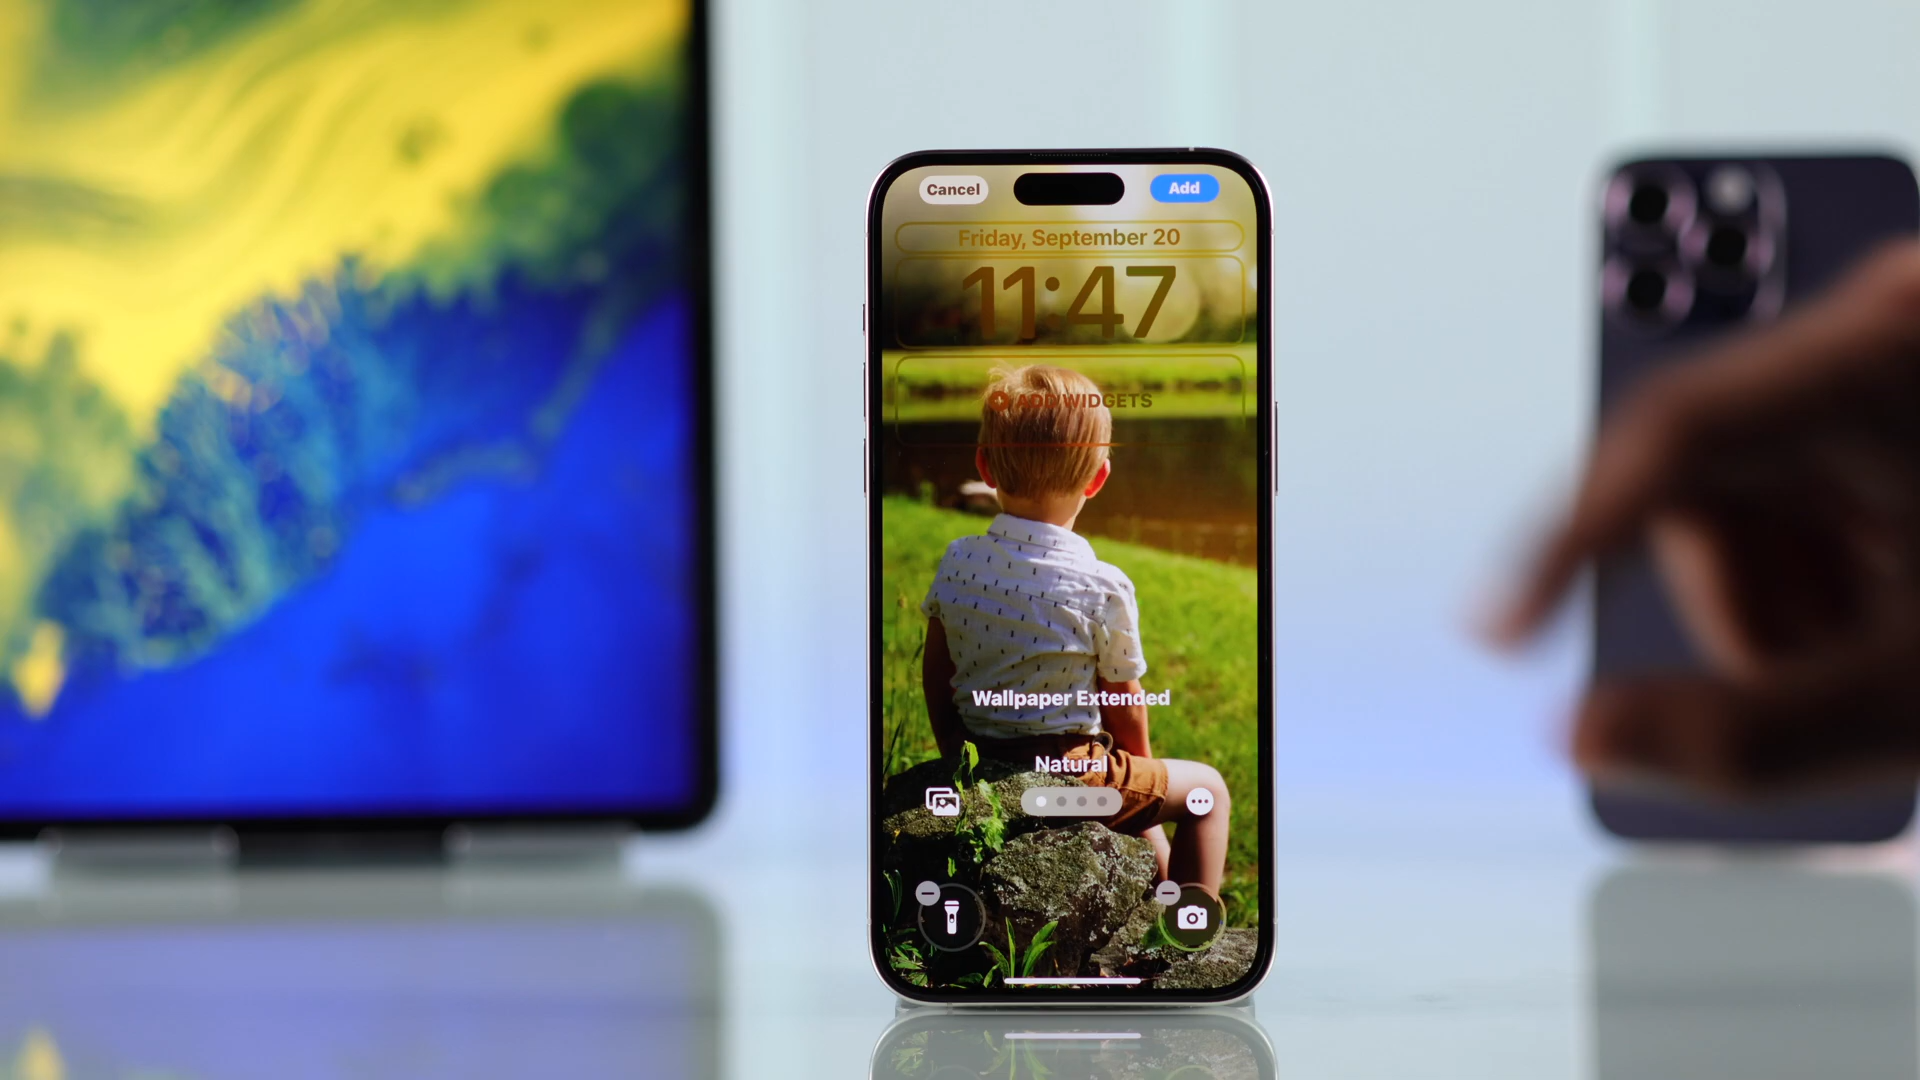 Cancel
Add
Friday, September 20
11:47
ADD WIDGETS
Wallpaper Extended
Natural